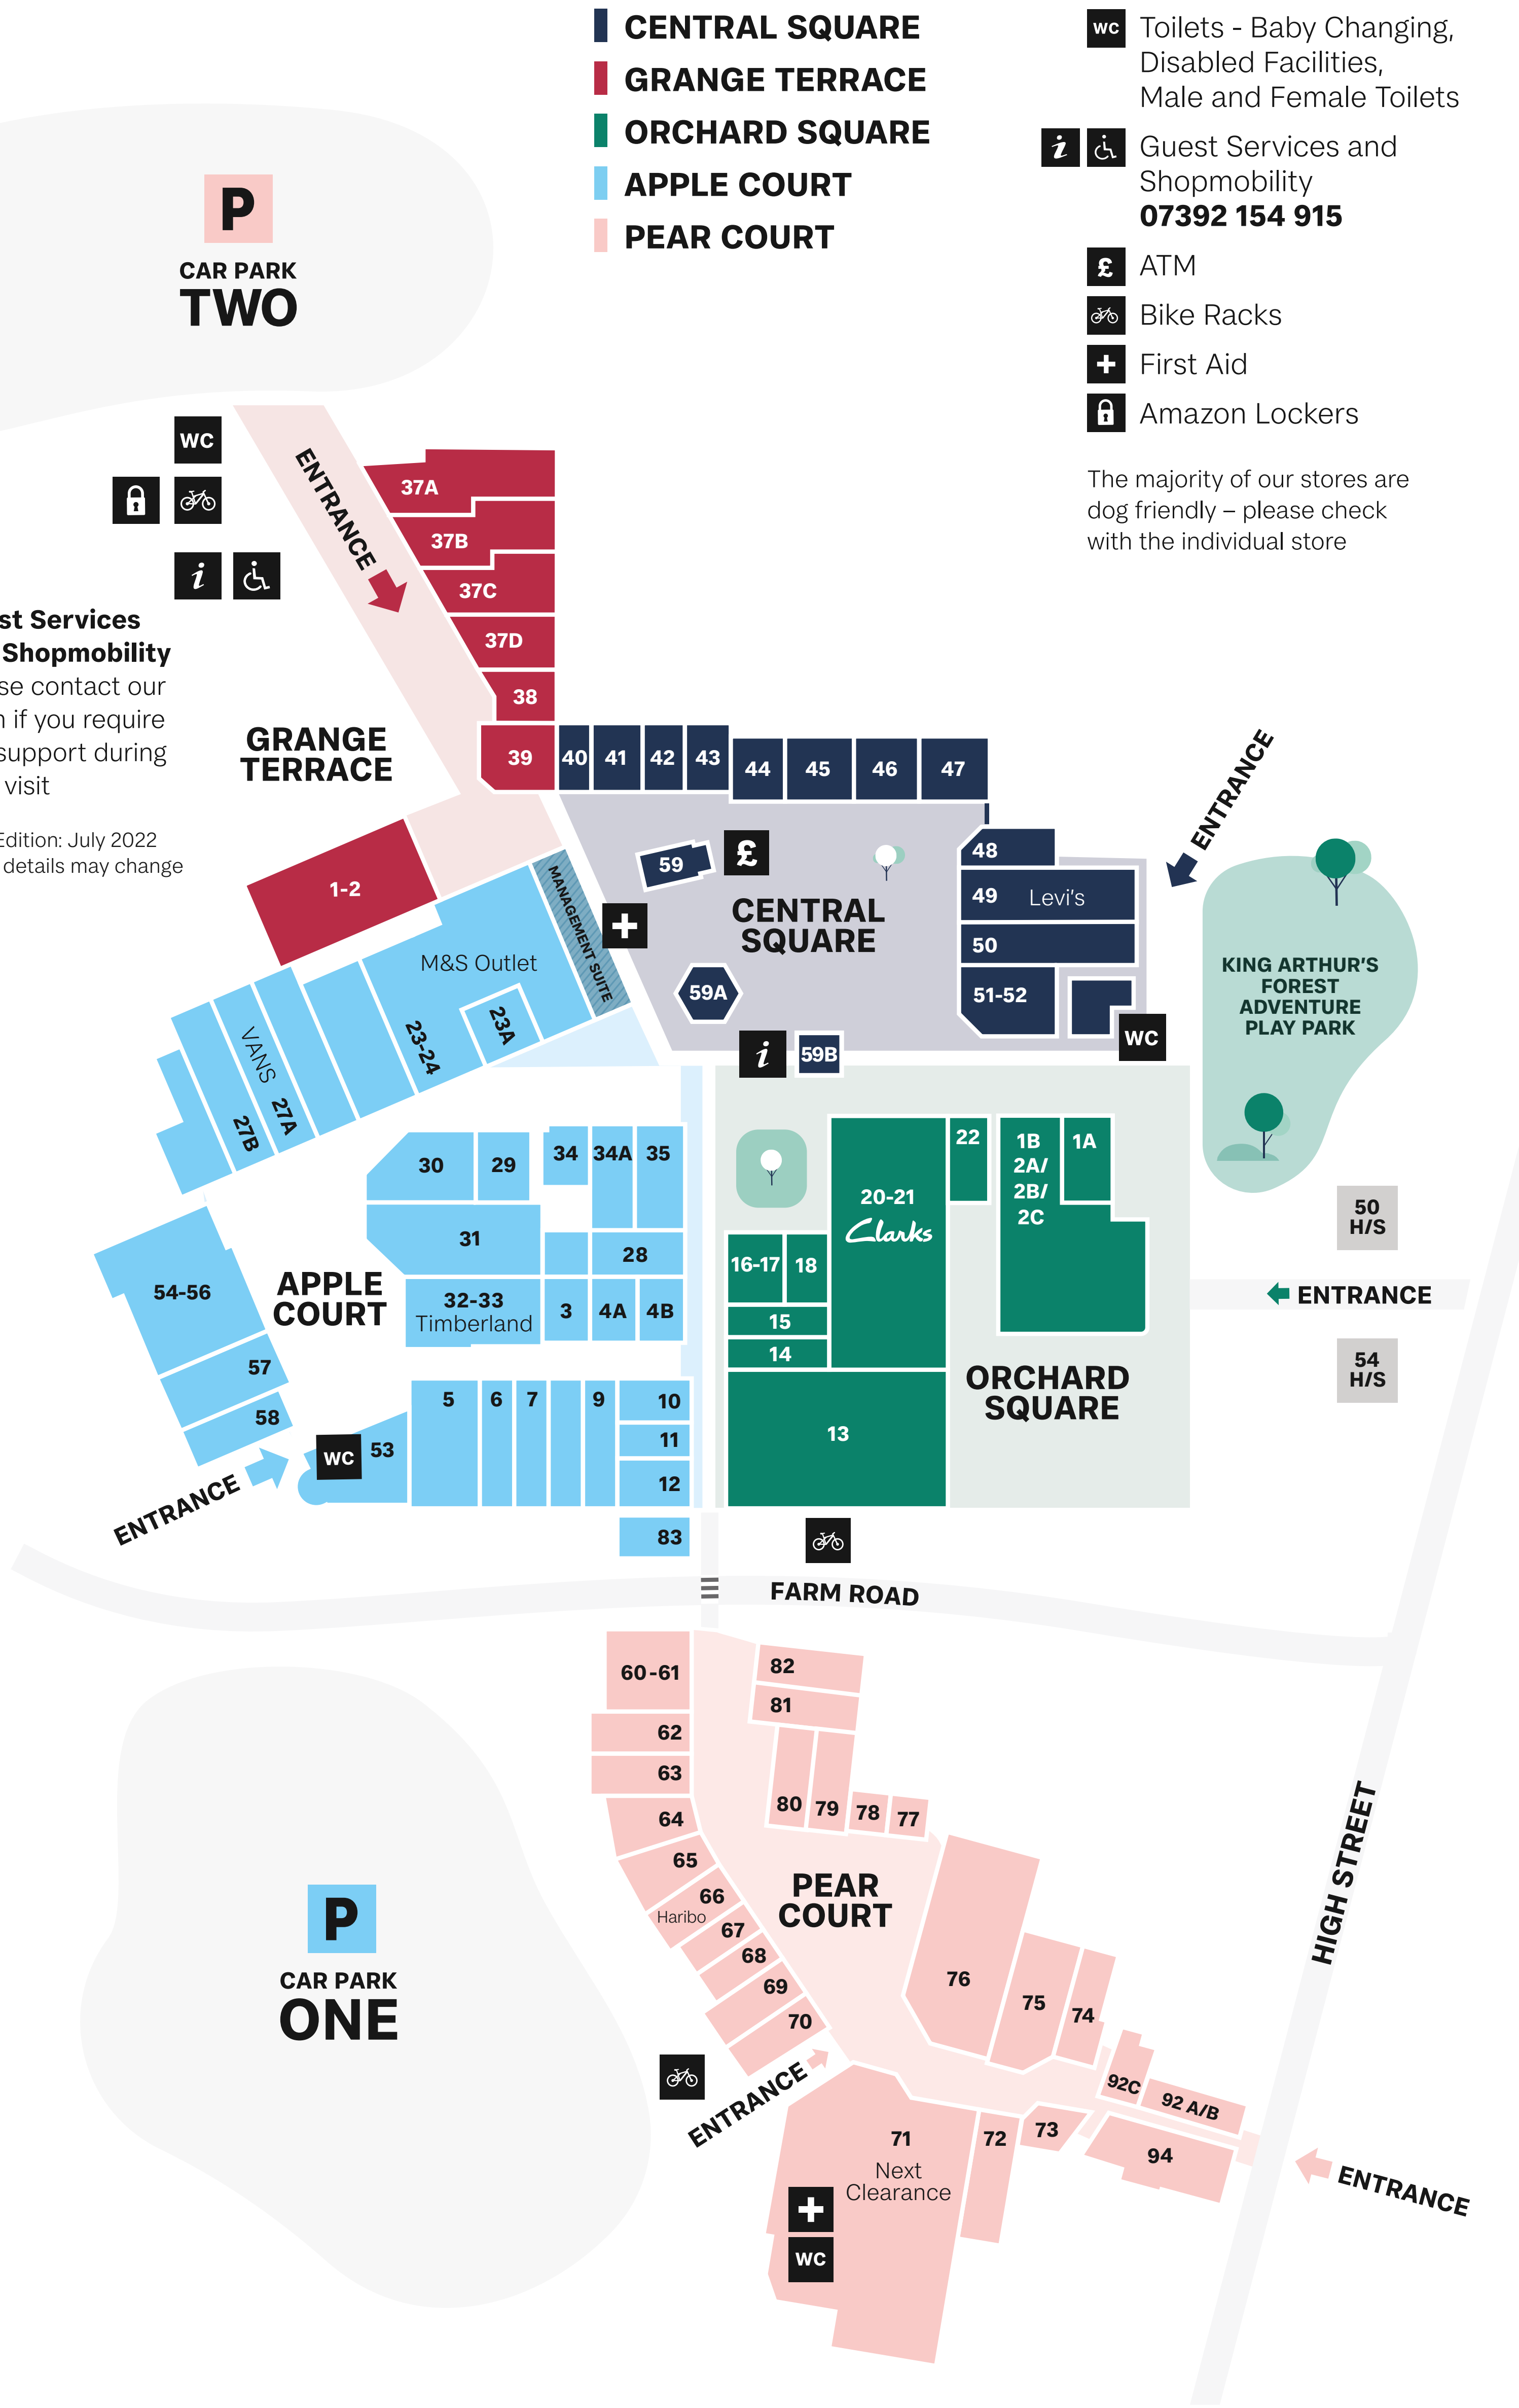 CENTRAL SQUARE
GRANGE TERRACE
ORCHARD SQUARE
APPLE COURT
PEAR COURT
WC
Toilets - Baby Changing,
Disabled Facilities,
Male and Female Toilets
i
Guest Services and
Shopmobility
07392 154 915
£
ATM
Bike Racks
First Aid
Amazon Lockers
The majority of our stores are
dog friendly – please check
with the individual store
P
CAR PARK
TWO
WC
i
ENTRANCE
st Services
Shopmobility
se contact our
n if you require
support during
visit
Edition: July 2022
details may change
GRANGE
TERRACE
37A
37B
37C
37D
38
39
1-2
40
41
42
43
44
45
46
47
48
49 Levi's
50
51-52
WC
59
£
59A
i
59B
CENTRAL
SQUARE
MANAGEMENT SUITE
ENTRANCE
KING ARTHUR'S
FOREST
ADVENTURE
PLAY PARK
M&S Outlet
23A
23-24
VANS
27A
27B
30
29
34
34A
35
31
28
32-33
Timberland
3
4A
4B
APPLE
COURT
54-56
57
58
WC
53
5
6
7
9
10
11
12
83
ENTRANCE
20-21
Clarks
22
1B
2A/
2B/
2C
1A
16-17
18
15
14
13
ORCHARD
SQUARE
50
H/S
ENTRANCE
54
H/S
FARM ROAD
HIGH STREET
60-61
62
63
64
65
66
Haribo
67
68
69
70
82
81
80
79
78
77
PEAR
COURT
76
75
74
92C
92 A/B
73
72
94
71
Next
Clearance
WC
ENTRANCE
ENTRANCE
P
CAR PARK
ONE